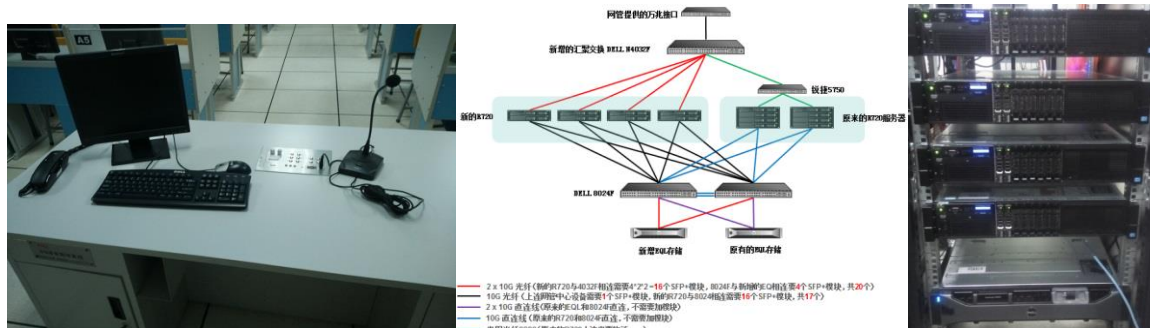 A5
网管提供的万兆接口
新增的汇聚交换 DELL N4032F
锐捷5750
新的R720
原来的R720服务器
DELL 8024F
新增EQL存储
原有的EQL存储
2 x 10G 光纤(新的R720与4032F相连需要4*2*2=16个SFP+模块, 8024F与新增的EQ相连要4个SFP+模块, 共20个)
10G 光纤(上连网管中心设备需要1个SFP+模块, 新的R720与8024相连需要16个SFP+模块, 共17个)
2 x 10G 直连线(原来的EQL和8024F直连, 不需要加模块)
10G 直连线(原来的R720和8024F直连, 不需要加模块)